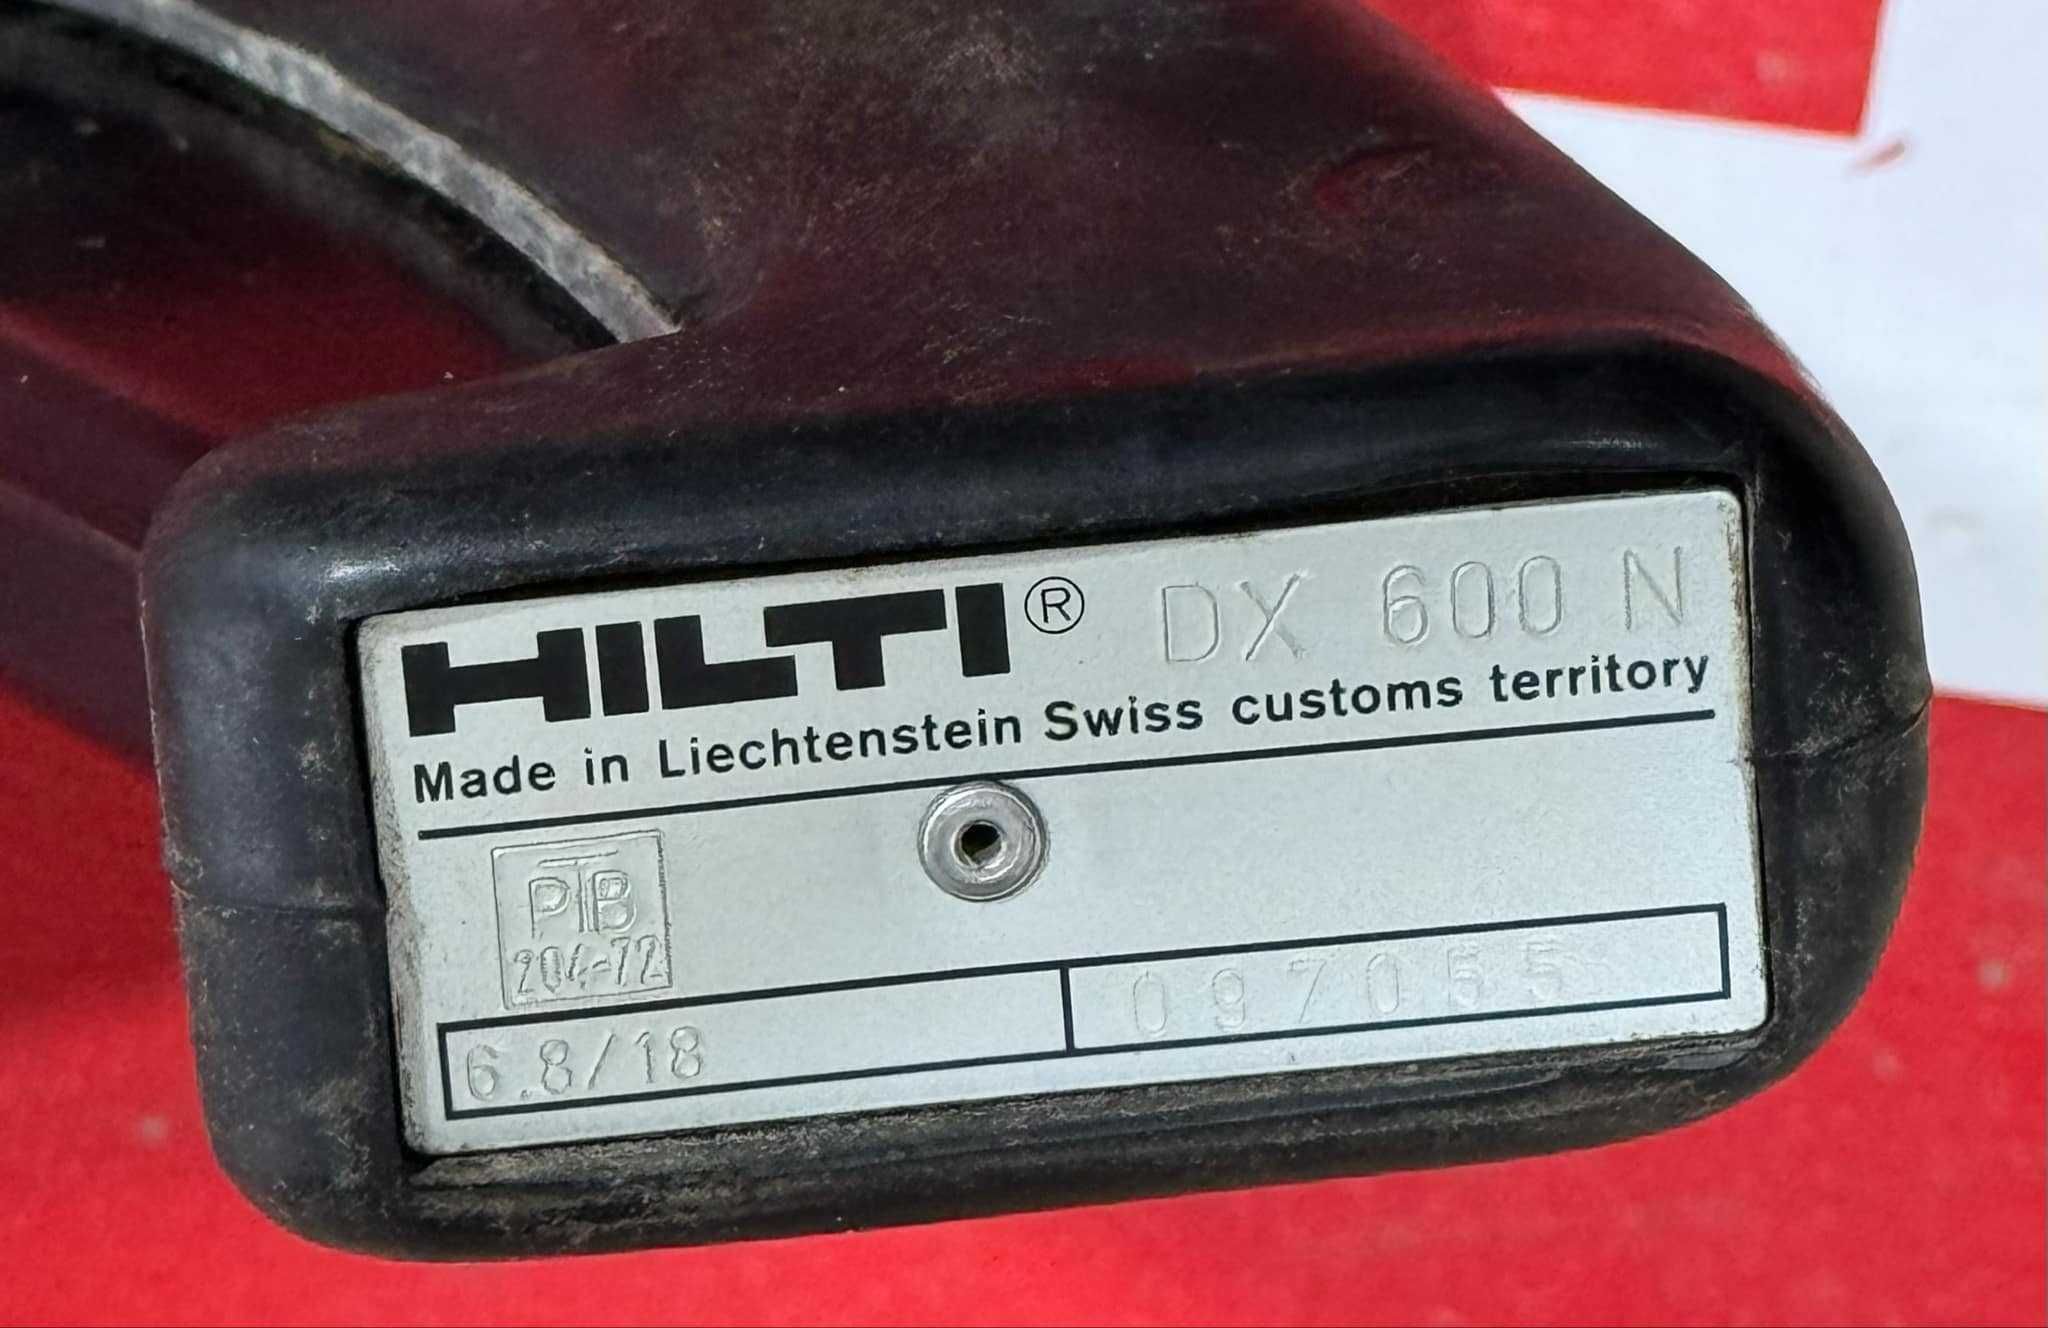 HILTI® DX 600 N
Made in Liechtenstein Swiss customs territory
PTB
204-72
6.8/18
097055